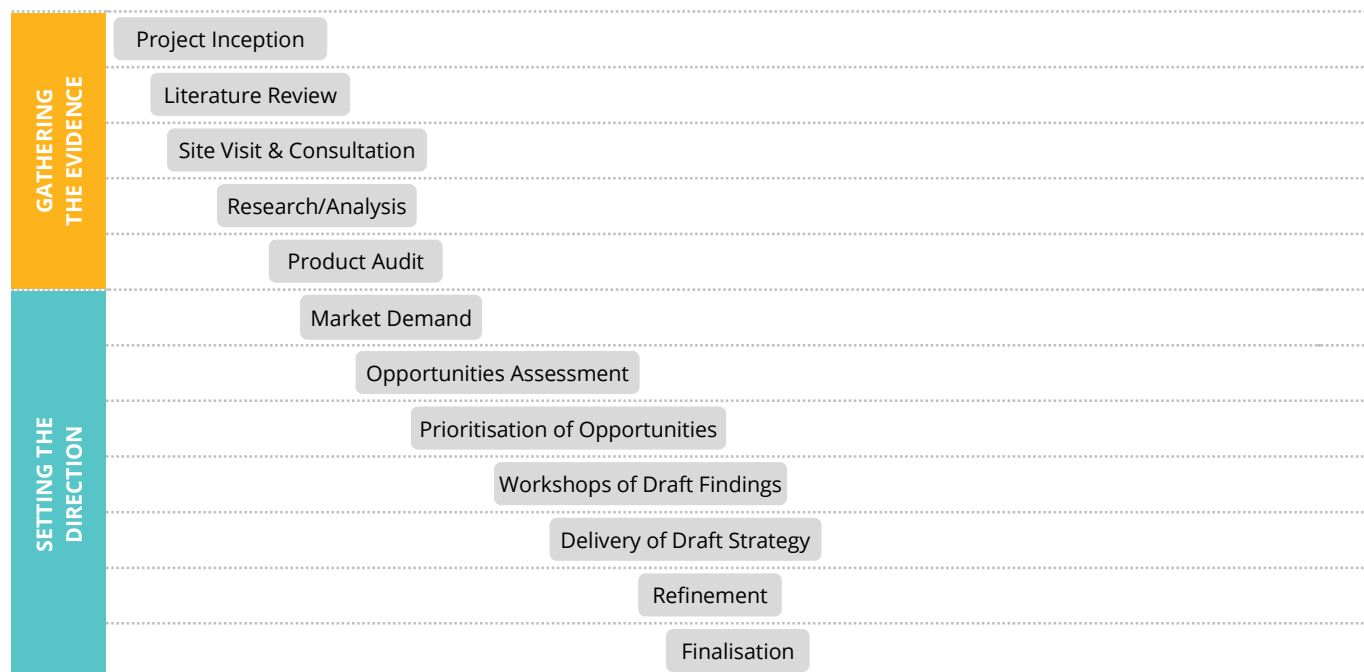 GATHERING
THE EVIDENCE
Project Inception
Literature Review
Site Visit & Consultation
Research/Analysis
Product Audit
SETTING THE
DIRECTION
Market Demand
Opportunities Assessment
Prioritisation of Opportunities
Workshops of Draft Findings
Delivery of Draft Strategy
Refinement
Finalisation